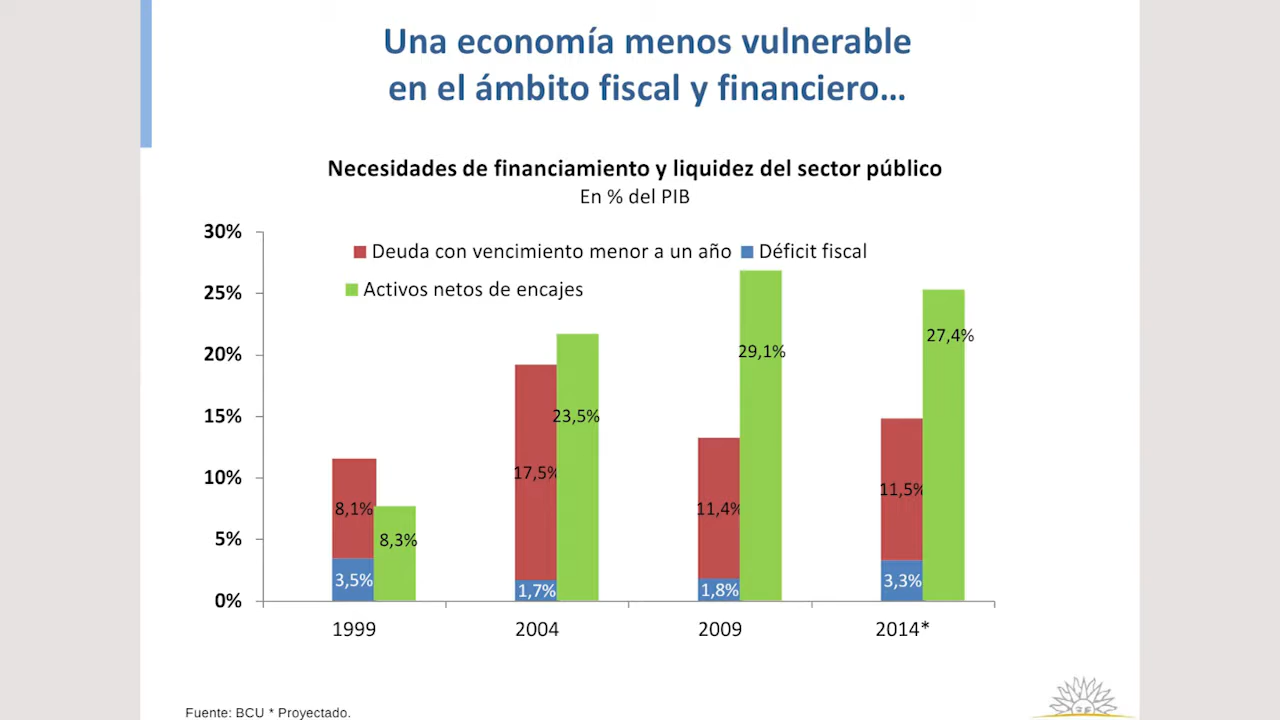 Una economía menos vulnerable
en el ámbito fiscal y financiero…
Necesidades de financiamiento y liquidez del sector público
En % del PIB
30%
25%
20%
15%
10%
5%
0%
Deuda con vencimiento menor a un año
Déficit fiscal
Activos netos de encajes
8,1%
3,5%
8,3%
17,5%
1,7%
23,5%
11,4%
1,8%
29,1%
11,5%
3,3%
27,4%
1999
2004
2009
2014*
Fuente: BCU * Proyectado.